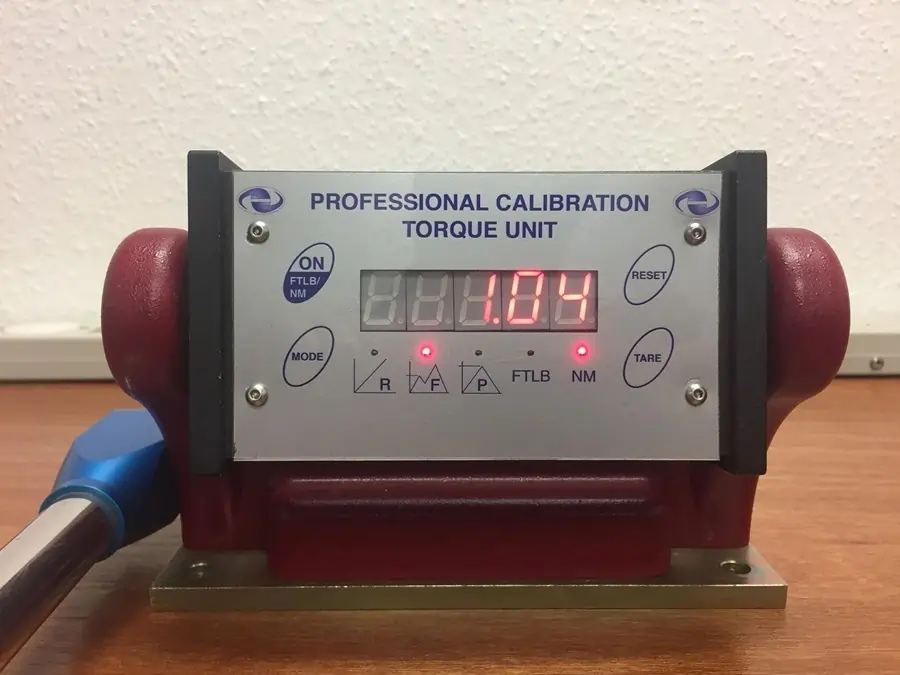 PROFESSIONAL CALIBRATION
TORQUE UNIT
ON
FTLB/
NM
RESET
1.04
MODE
TARE
R
F
P
FTLB
NM